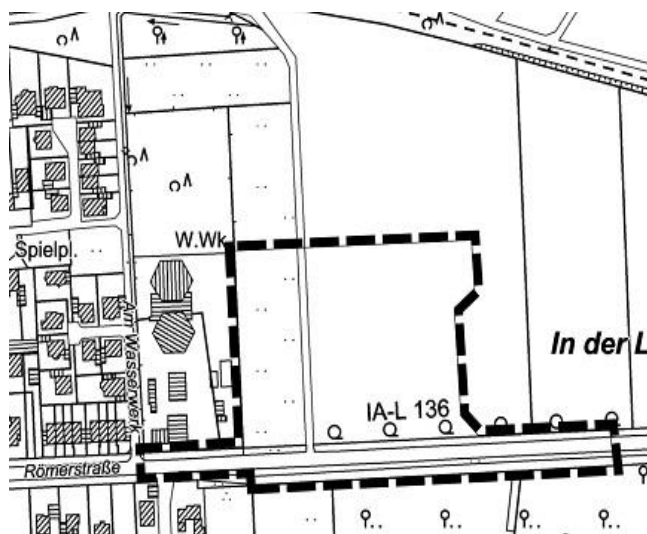 W.Wk
Spielpl.
Am Wasserwerk
In der L
IA-L 136
Römerstraße